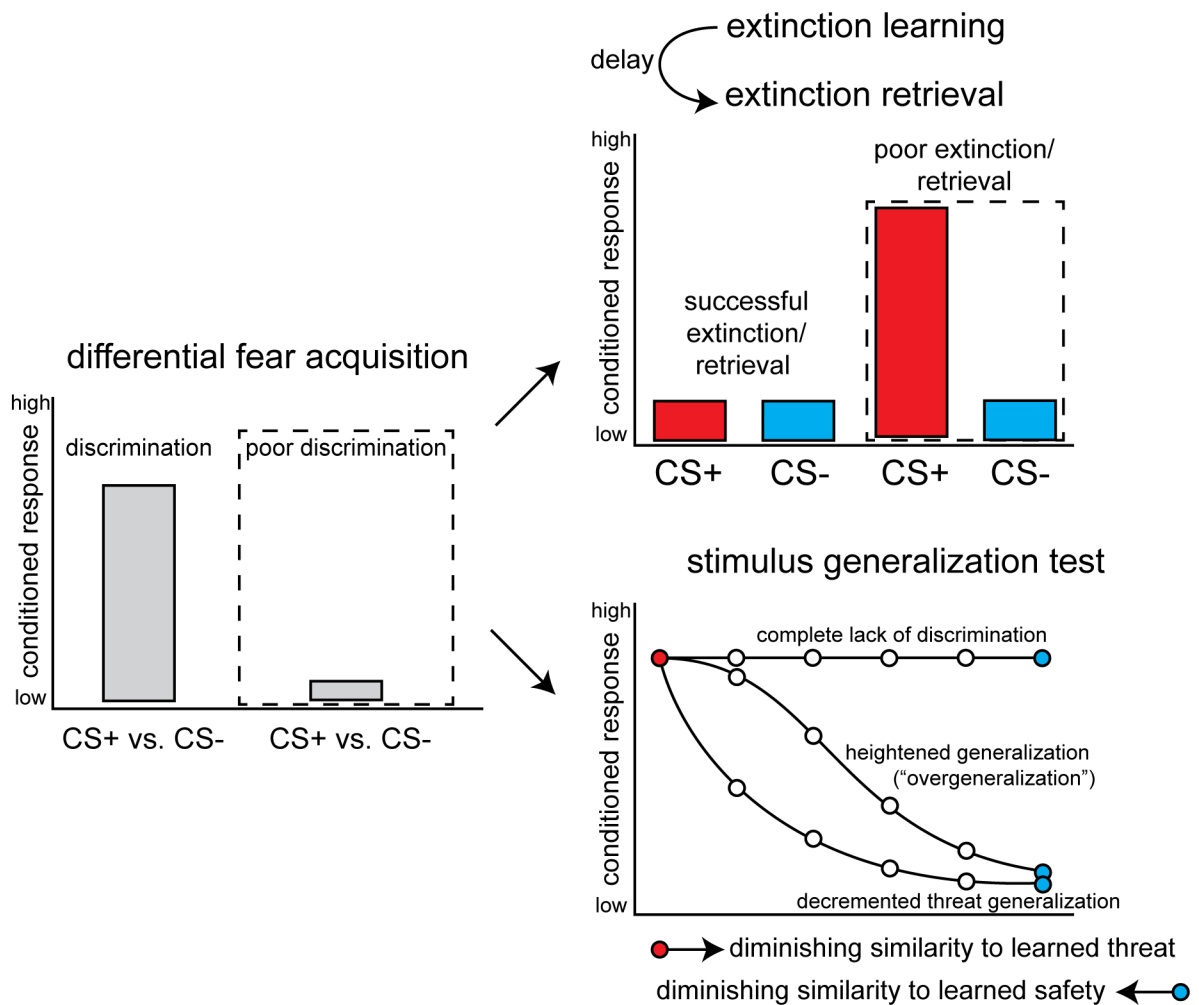 extinction learning
delay
extinction retrieval
high
conditioned response
low
poor extinction/
retrieval
successful
extinction/
retrieval
CS+
CS-
CS+
CS-
differential fear acquisition
high
conditioned response
low
discrimination
poor discrimination
CS+ vs. CS-
CS+ vs. CS-
stimulus generalization test
high
conditioned response
low
complete lack of discrimination
heightened generalization
(“overgeneralization”)
decremented threat generalization
diminishing similarity to learned threat
diminishing similarity to learned safety